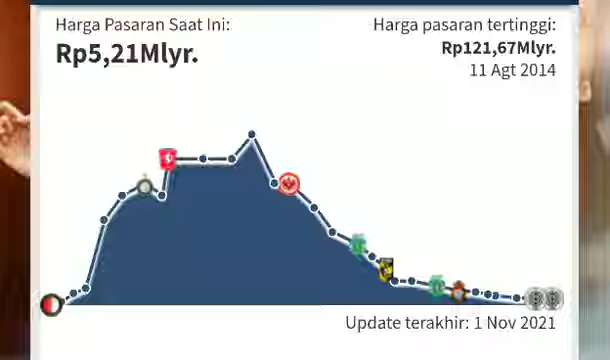 Harga Pasaran Saat Ini:
Rp5,21Mlyr.
Harga pasaran tertinggi:
Rp121,67Mlyr.
11 Agt 2014
Update terakhir: 1 Nov 2021